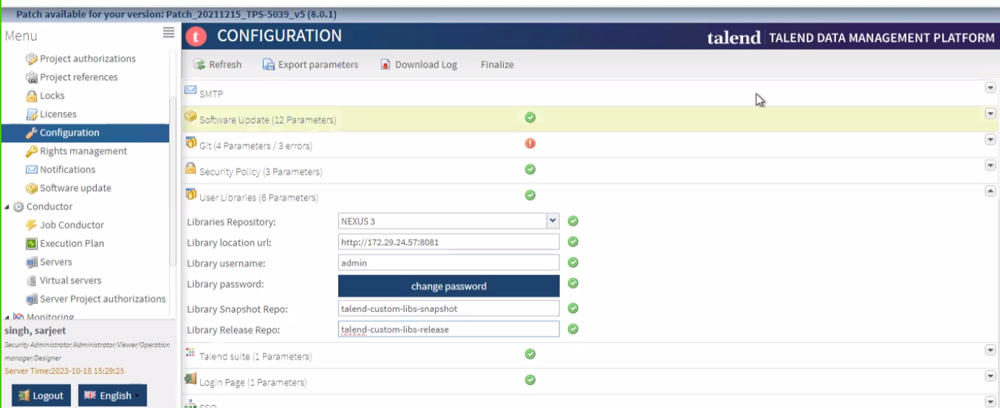 Patch available for your version: Patch_20211215_TPS-5039_v5 (8.0.1)
Menu
Project authorizations
Project references
Locks
Licenses
Configuration
Rights management
Notifications
Software update
Conductor
Job Conductor
Execution Plan
Servers
Virtual servers
Server Project authorizations
Monitoring
singh, sarjeet
Security Administrator/Administrator/Viewer/Operation
manager/Designer
Server Time:2023-10-18 15:29:25
Logout English
t CONFIGURATION talend TALEND DATA MANAGEMENT PLATFORM
Refresh Export parameters Download Log Finalize
SMTP
Software Update (12 Parameters)
Git (4 Parameters / 3 errors)
Security Policy (3 Parameters)
User Libraries (6 Parameters)
Libraries Repository: NEXUS 3
Library location url: http://172.29.24.57:8081
Library username: admin
Library password: change password
Library Snapshot Repo: talend-custom-libs-snapshot
Library Release Repo: talend-custom-libs-release
Talend suite (1 Parameters)
Login Page (1 Parameters)
SSO